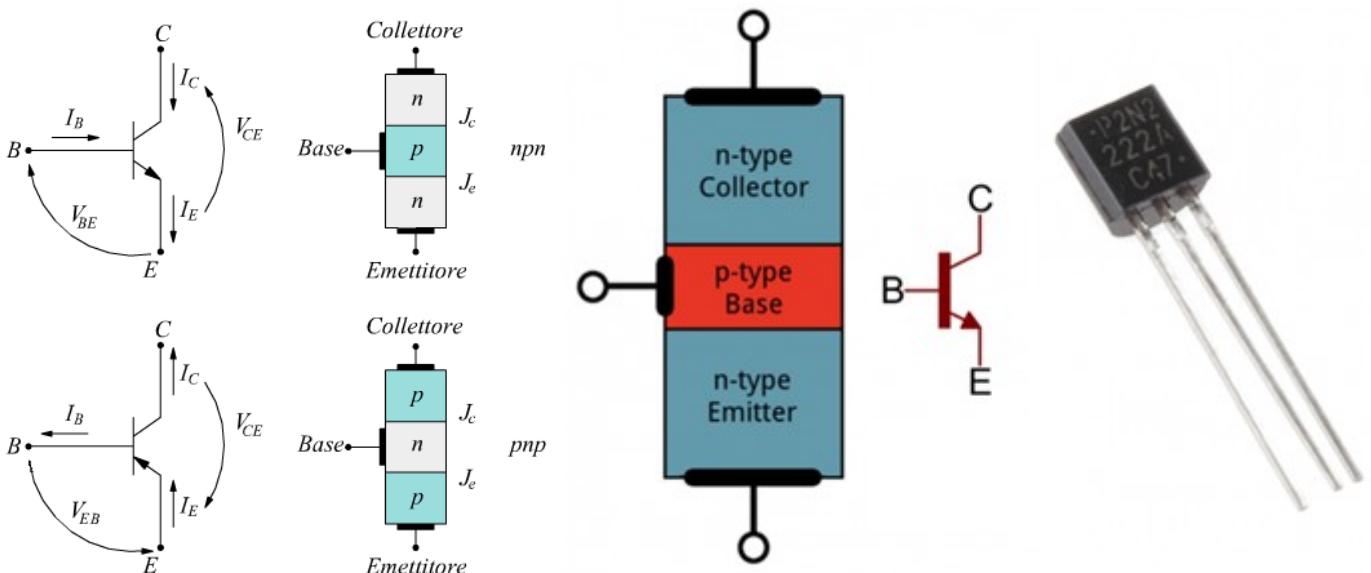 C
I_C
I_B
V_CE
B
V_BE
I_E
E
Collettore
n
J_c
Base
p
npn
J_e
n
Emettitore
C
I_C
I_B
V_CE
B
V_EB
I_E
E
Collettore
p
J_c
Base
n
pnp
J_e
p
Emettitore
n-type
Collector
p-type
Base
n-type
Emitter
C
B
E
P2N2
222A
CA7